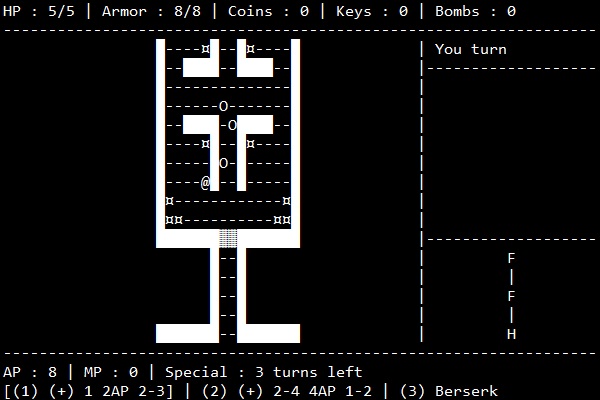 HP : 5/5 | Armor : 8/8 | Coins : 0 | Keys : 0 | Bombs : 0
You turn
O
O
O
@
F
F
H
AP : 8 | MP : 0 | Special : 3 turns left
[(1) (+) 1 2AP 2-3] | (2) (+) 2-4 4AP 1-2 | (3) Berserk